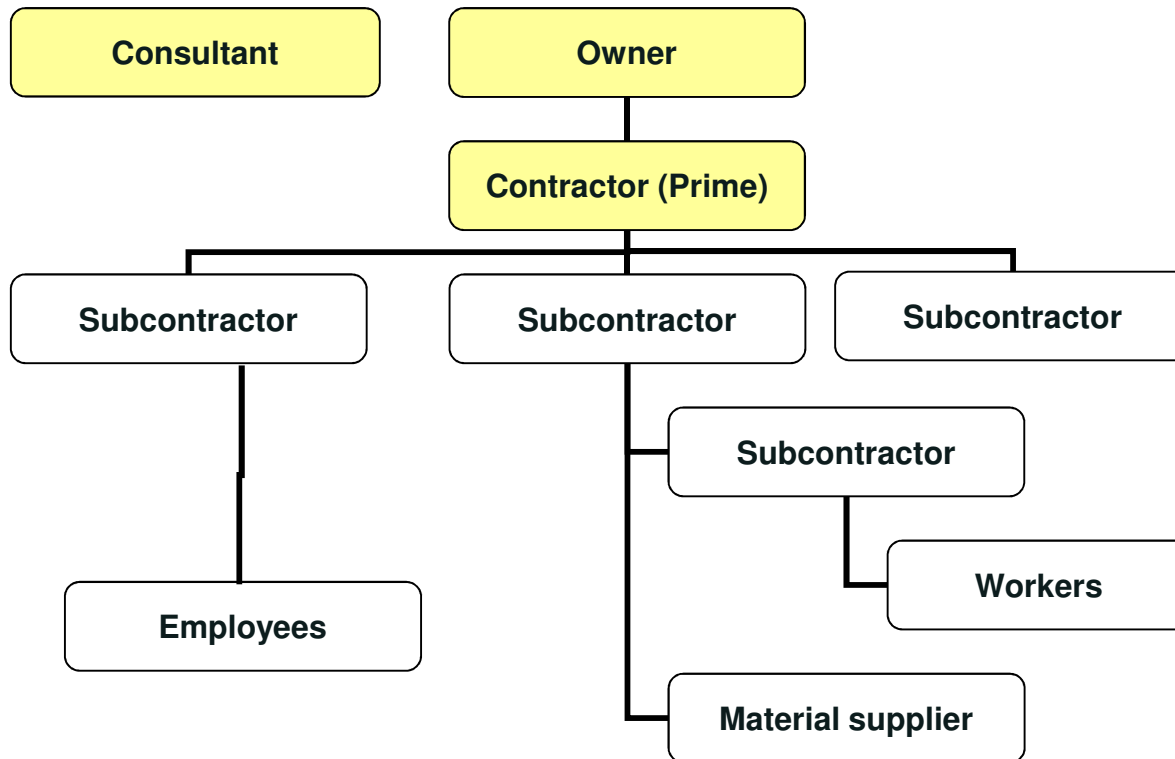 Consultant
Owner
Contractor (Prime)
Subcontractor
Subcontractor
Subcontractor
Subcontractor
Workers
Employees
Material supplier